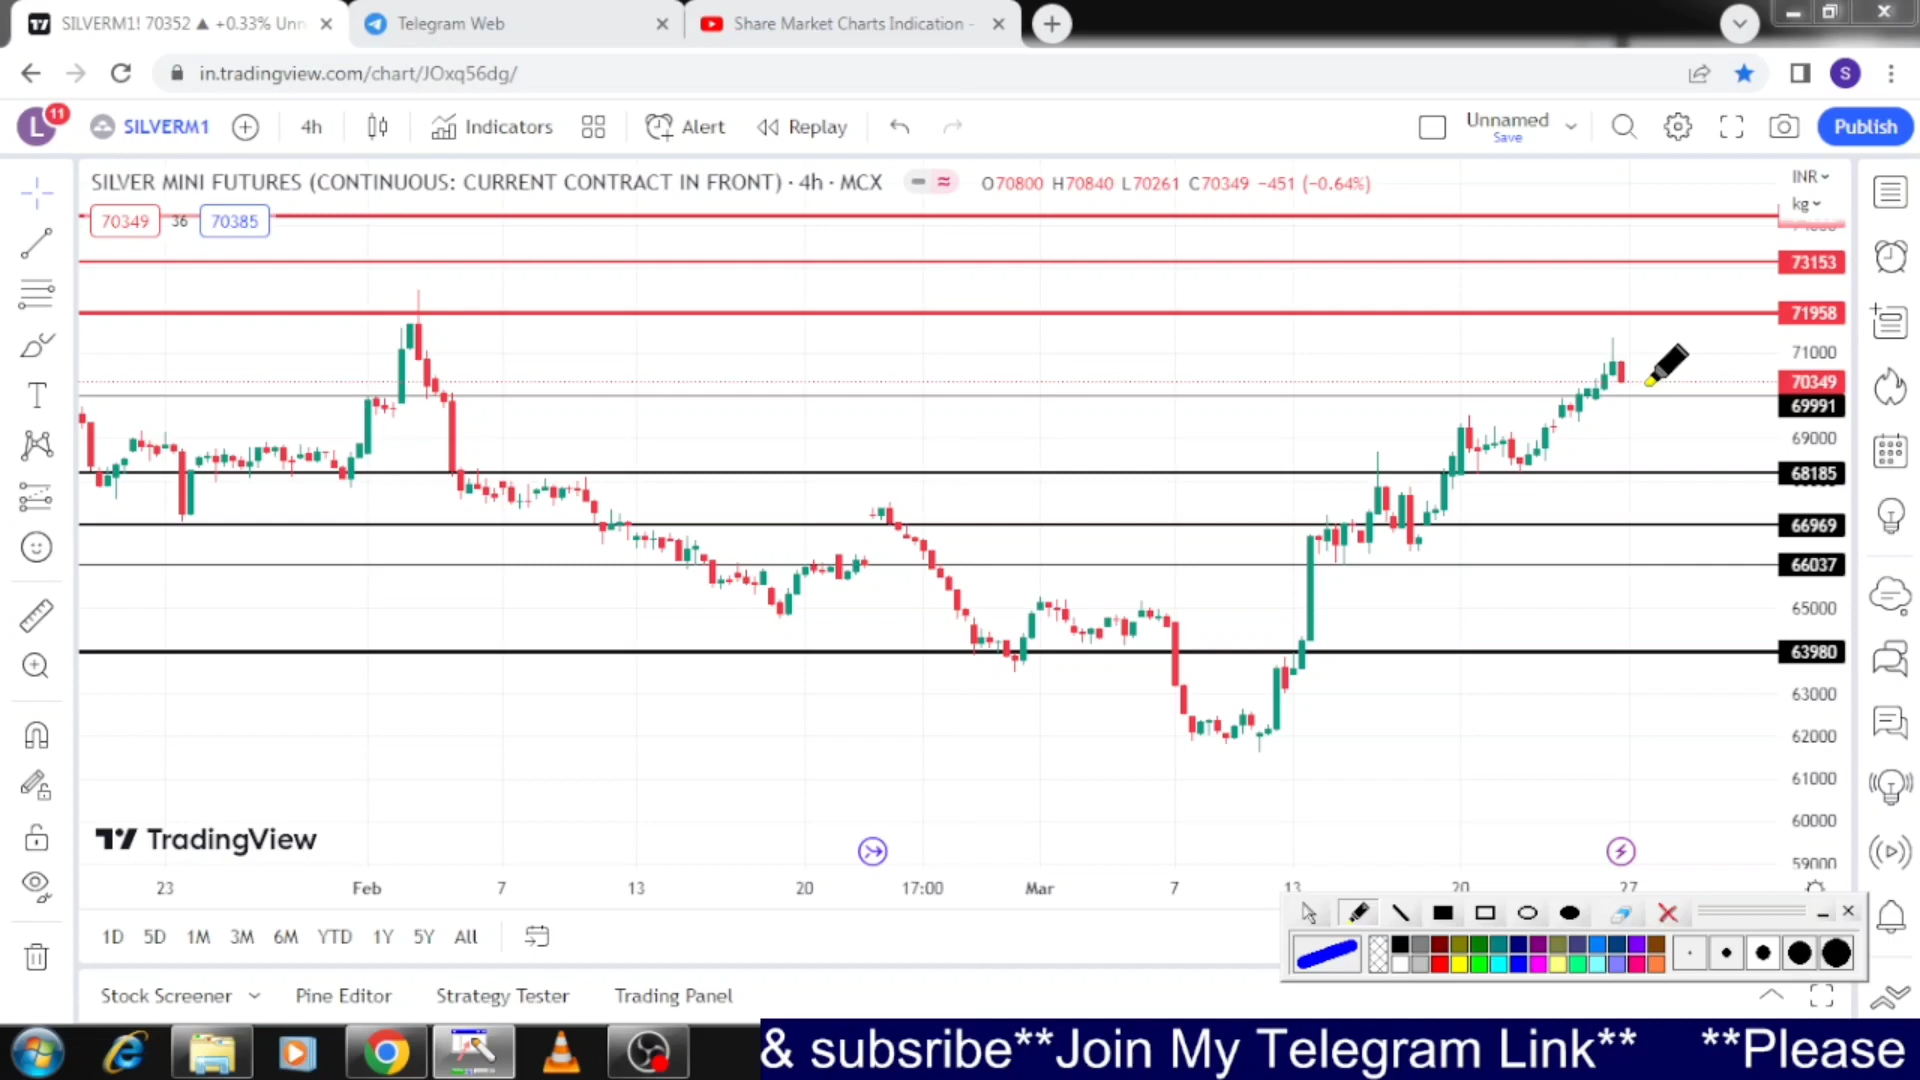 SILVERM1! 70352 ▲ +0.33% Unn
Telegram Web
Share Market Charts Indication -
in.tradingview.com/chart/JOxq56dg/
S
L
11
SILVERM1
4h
Indicators
Alert
Replay
Unnamed
Save
Publish
SILVER MINI FUTURES (CONTINUOUS: CURRENT CONTRACT IN FRONT) · 4h · MCX
O70800 H70840 L70261 C70349 −451 (−0.64%)
INR
kg
70349
36
70385
73153
71958
71000
70349
69991
69000
68185
66969
66037
65000
63980
63000
62000
61000
60000
59000
TradingView
23
Feb
7
13
20
17:00
Mar
7
13
20
27
1D
5D
1M
3M
6M
YTD
1Y
5Y
All
Stock Screener
Pine Editor
Strategy Tester
Trading Panel
& subsribe**Join My Telegram Link** **Please